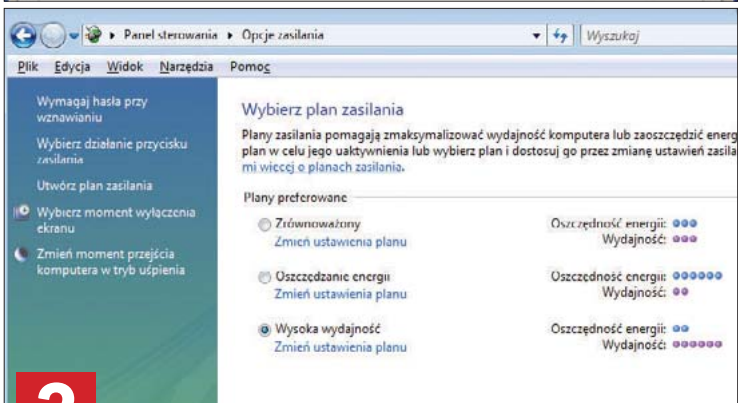 Panel sterowania ▸ Opcje zasilania
Wyszukaj
Plik Edycja Widok Narzędzia Pomoc
Wymagaj hasła przy
wznawianiu
Wybierz działanie przycisku
zasilania
Utwórz plan zasilania
Wybierz moment wyłączenia
ekranu
Zmień moment przejścia
komputera w tryb uśpienia
Wybierz plan zasilania
Plany zasilania pomagają zmaksymalizować wydajność komputera lub zaoszczędzić energ
plan w celu jego uaktywnienia lub wybierz plan i dostosuj go przez zmianę ustawień zasila
mi więcej o planach zasilania.
Plany preferowane
Zrównoważony
Oszczędność energii:
Zmień ustawienia planu
Wydajność:
Oszczędzanie energii
Oszczędność energii:
Zmień ustawienia planu
Wydajność:
Wysoka wydajność
Oszczędność energii:
Zmień ustawienia planu
Wydajność: